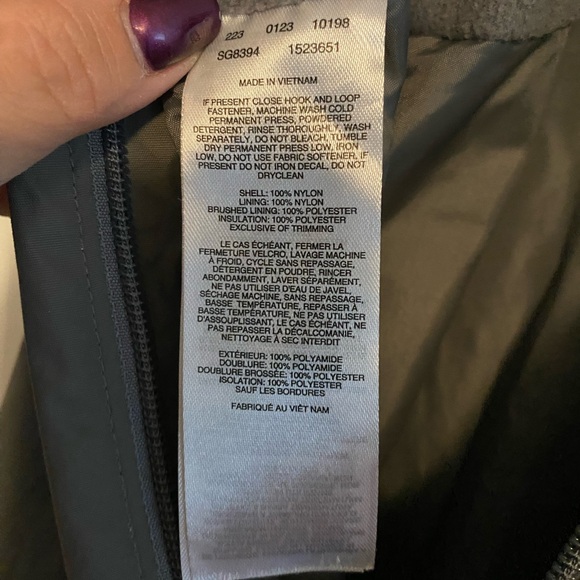 223 0123 10198
SG8394 1523651
MADE IN VIETNAM
IF PRESENT CLOSE HOOK AND LOOP
FASTENER, MACHINE WASH COLD
PERMANENT PRESS, POWDERED
DETERGENT, RINSE THOROUGHLY, WASH
SEPARATELY, DO NOT BLEACH, TUMBLE
DRY PERMANENT PRESS LOW, IRON
LOW, DO NOT USE FABRIC SOFTENER, IF
PRESENT DO NOT IRON DECAL, DO NOT
DRYCLEAN
SHELL: 100% NYLON
LINING: 100% NYLON
BRUSHED LINING: 100% POLYESTER
INSULATION: 100% POLYESTER
EXCLUSIVE OF TRIMMING
LE CAS ÉCHÉANT, FERMER LA
FERMETURE VELCRO, LAVAGE MACHINE
À FROID, CYCLE SANS REPASSAGE,
DÉTERGENT EN POUDRE, RINCER
ABONDAMMENT, LAVER SÉPARÉMENT,
NE PAS UTILISER D'EAU DE JAVEL,
SÉCHAGE MACHINE, SANS REPASSAGE,
BASSE TEMPÉRATURE, REPASSER À
BASSE TEMPÉRATURE, NE PAS UTILISER
D'ASSOUPLISSANT, LE CAS ÉCHÉANT, NE
PAS REPASSER LA DÉCALCOMANIE,
NETTOYAGE À SEC INTERDIT
EXTÉRIEUR: 100% POLYAMIDE
DOUBLURE: 100% POLYAMIDE
DOUBLURE BROSSÉE: 100% POLYESTER
ISOLATION: 100% POLYESTER
SAUF LES BORDURES
FABRIQUÉ AU VIÊT NAM